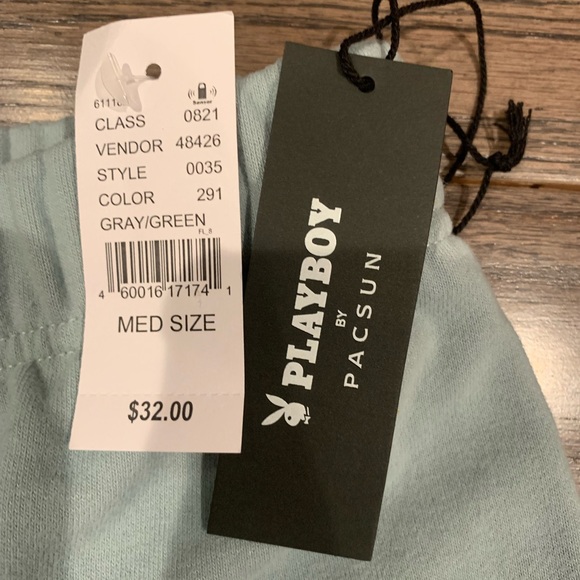 CLASS 0821
VENDOR 48426
STYLE 0035
COLOR 291
GRAY/GREEN
FL_8
4 60016 17174 1
MED SIZE
$32.00
PLAYBOY
BY
PACSUN